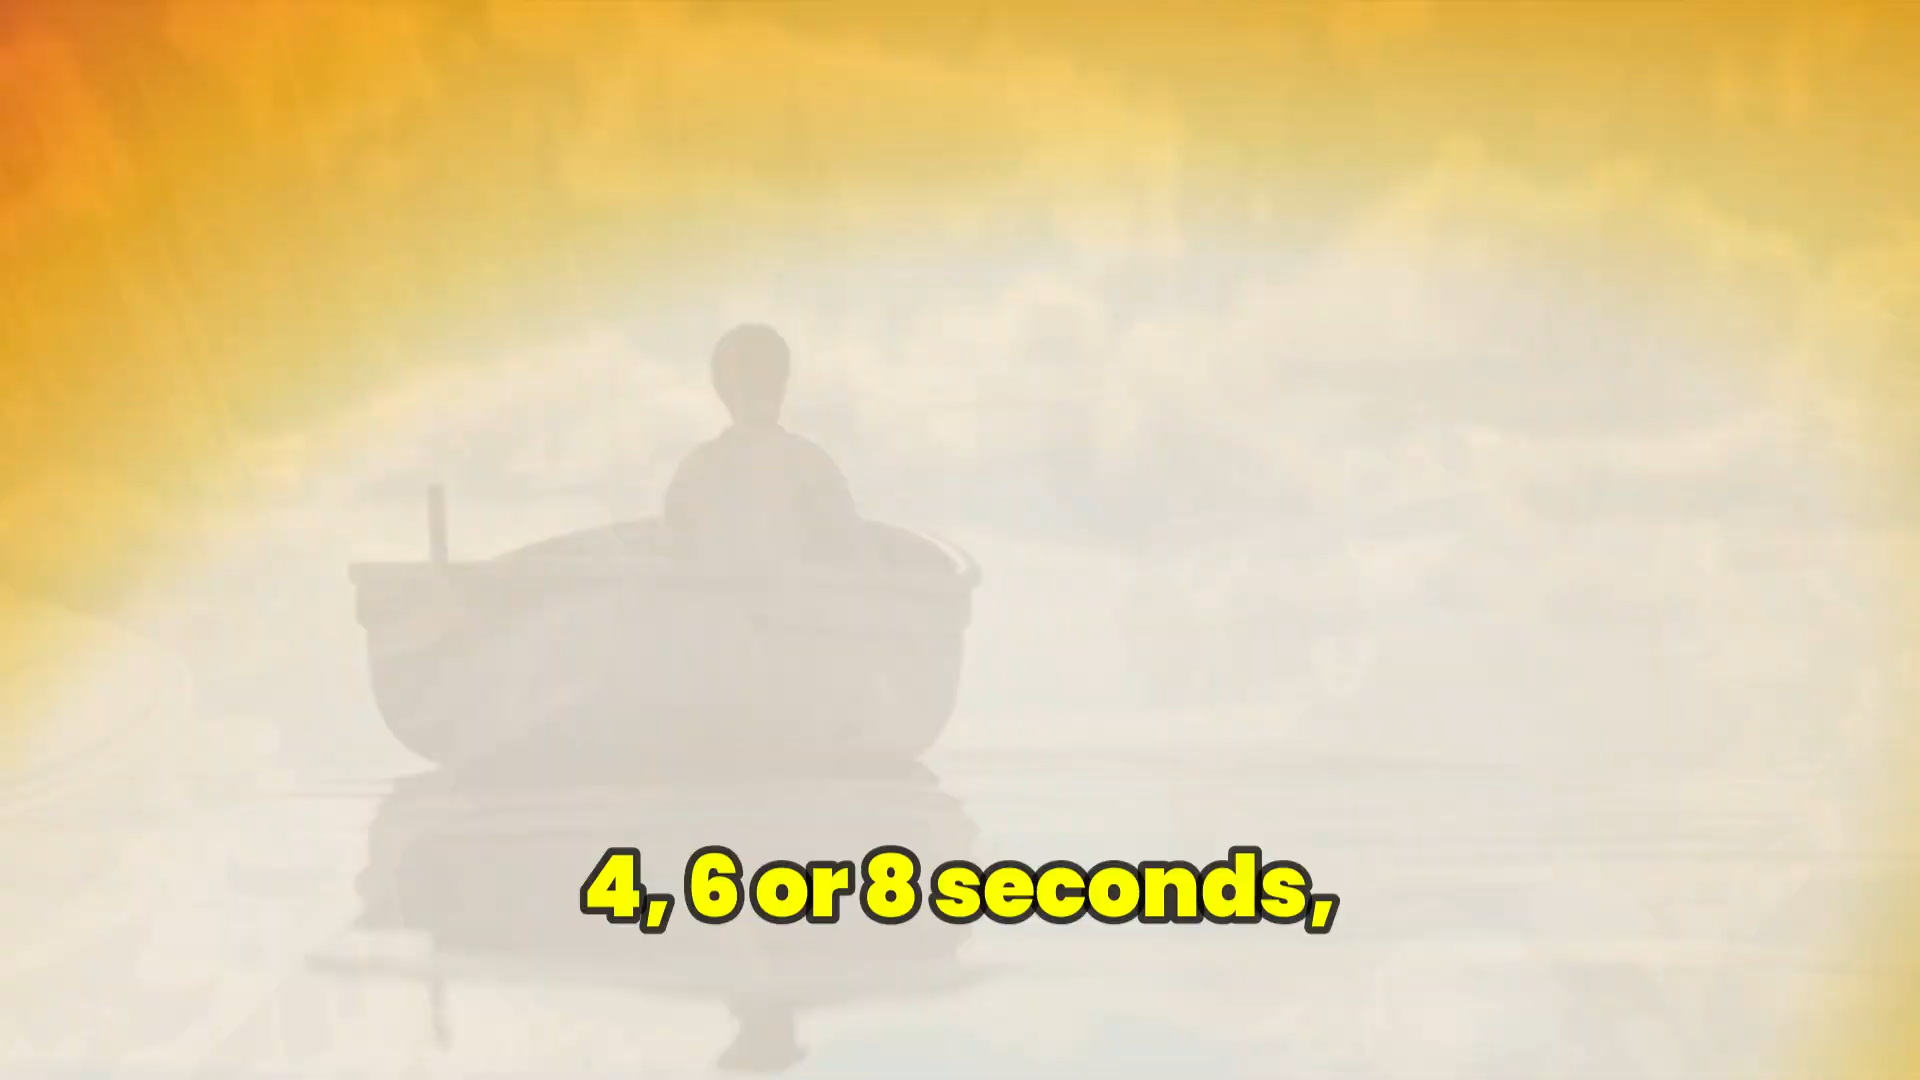 4, 6 or 8 seconds,